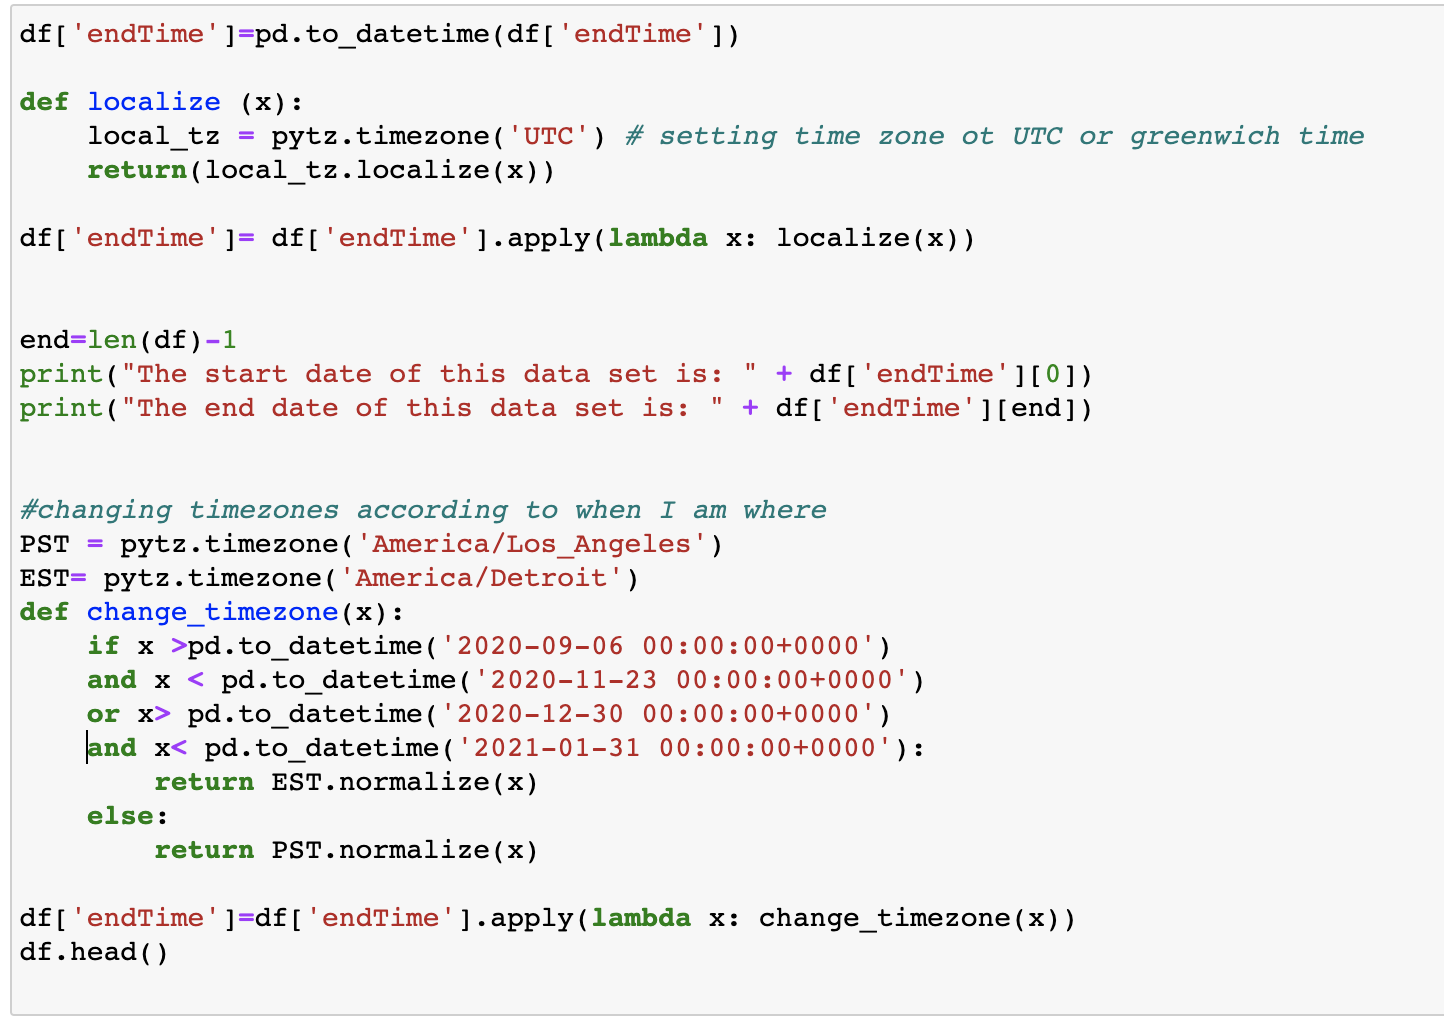 df['endTime']=pd.to_datetime(df['endTime'])
def localize (x):
    local_tz = pytz.timezone('UTC') # setting time zone ot UTC or greenwich time
    return(local_tz.localize(x))
df['endTime']= df['endTime'].apply(lambda x: localize(x))
end=len(df)-1
print("The start date of this data set is: " + df['endTime'][0])
print("The end date of this data set is: " + df['endTime'][end])
#changing timezones according to when I am where
PST = pytz.timezone('America/Los_Angeles')
EST= pytz.timezone('America/Detroit')
def change_timezone(x):
    if x >pd.to_datetime('2020-09-06 00:00:00+0000')
    and x < pd.to_datetime('2020-11-23 00:00:00+0000')
    or x> pd.to_datetime('2020-12-30 00:00:00+0000')
    and x< pd.to_datetime('2021-01-31 00:00:00+0000'):
        return EST.normalize(x)
    else:
        return PST.normalize(x)
df['endTime']=df['endTime'].apply(lambda x: change_timezone(x))
df.head()